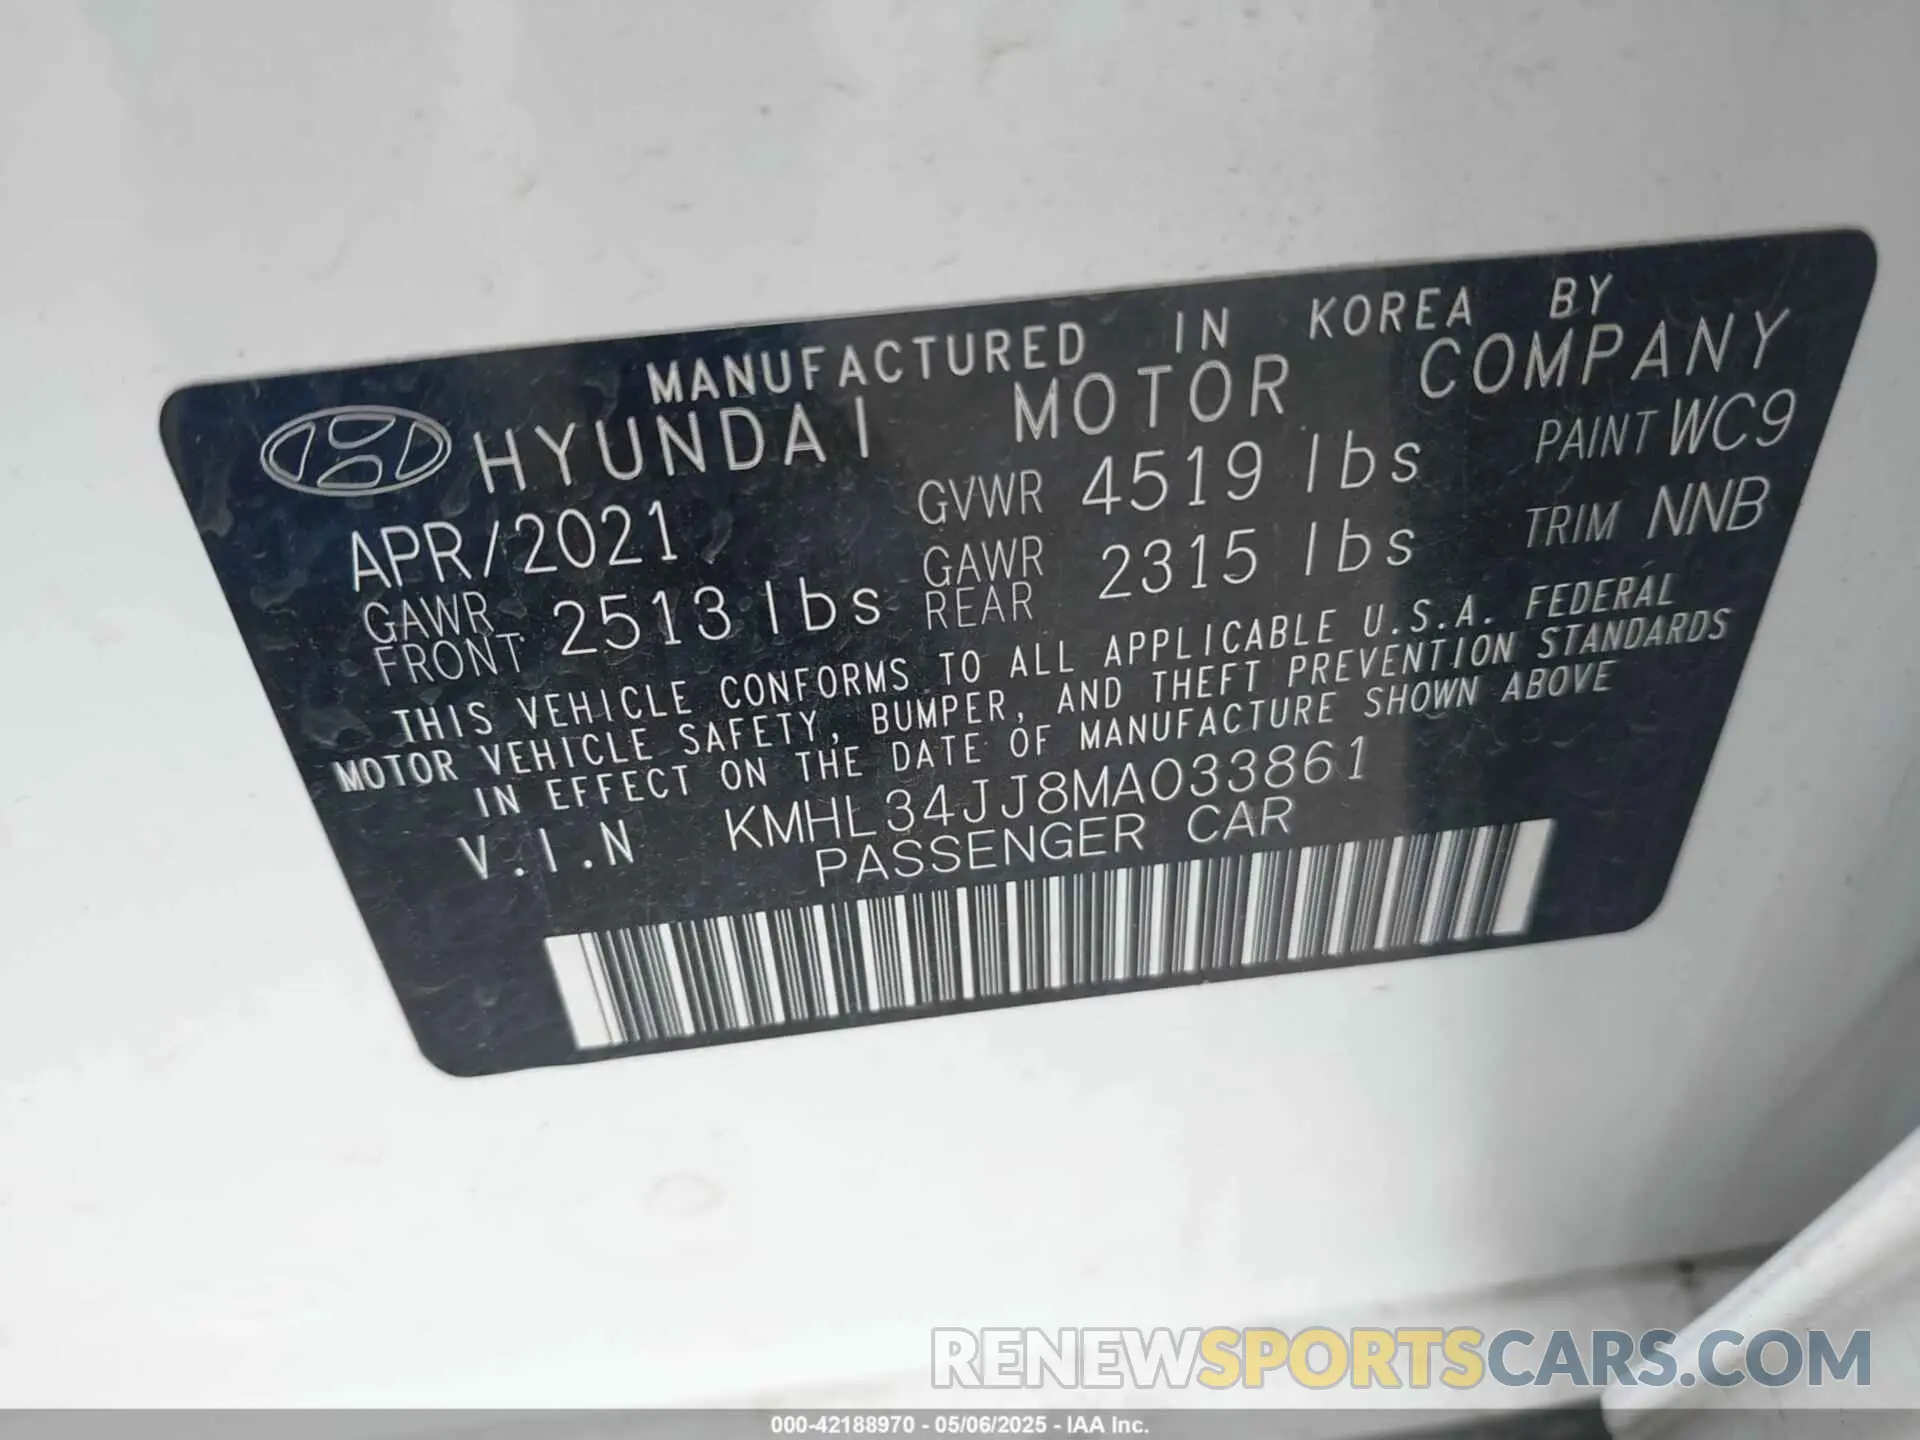 MANUFACTURED IN KOREA BY
HYUNDAI MOTOR COMPANY
APR/2021 GVWR 4519 lbs PAINT WC9
GAWR FRONT 2513 lbs GAWR REAR 2315 lbs TRIM NNB
THIS VEHICLE CONFORMS TO ALL APPLICABLE U.S.A. FEDERAL
MOTOR VEHICLE SAFETY, BUMPER, AND THEFT PREVENTION STANDARDS
IN EFFECT ON THE DATE OF MANUFACTURE SHOWN ABOVE
V.I.N KMHL34JJ8MA033861
PASSENGER CAR
RENEWSPORTSCARS.COM
000-42188970 - 05/06/2025 - IAA Inc.